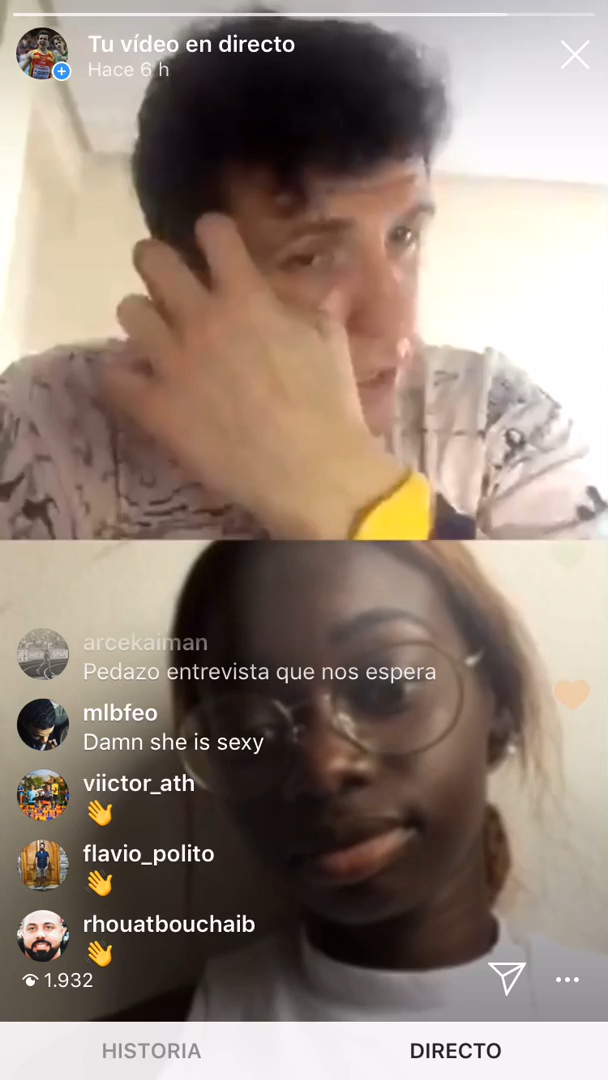 Tu vídeo en directo
Hace 6 h
arcekaiman
Pedazo entrevista que nos espera
mlbfeo
Damn she is sexy
viictor_ath
👋
flavio_polito
👋
rhouatbouchaib
👋
1.932
HISTORIA
DIRECTO